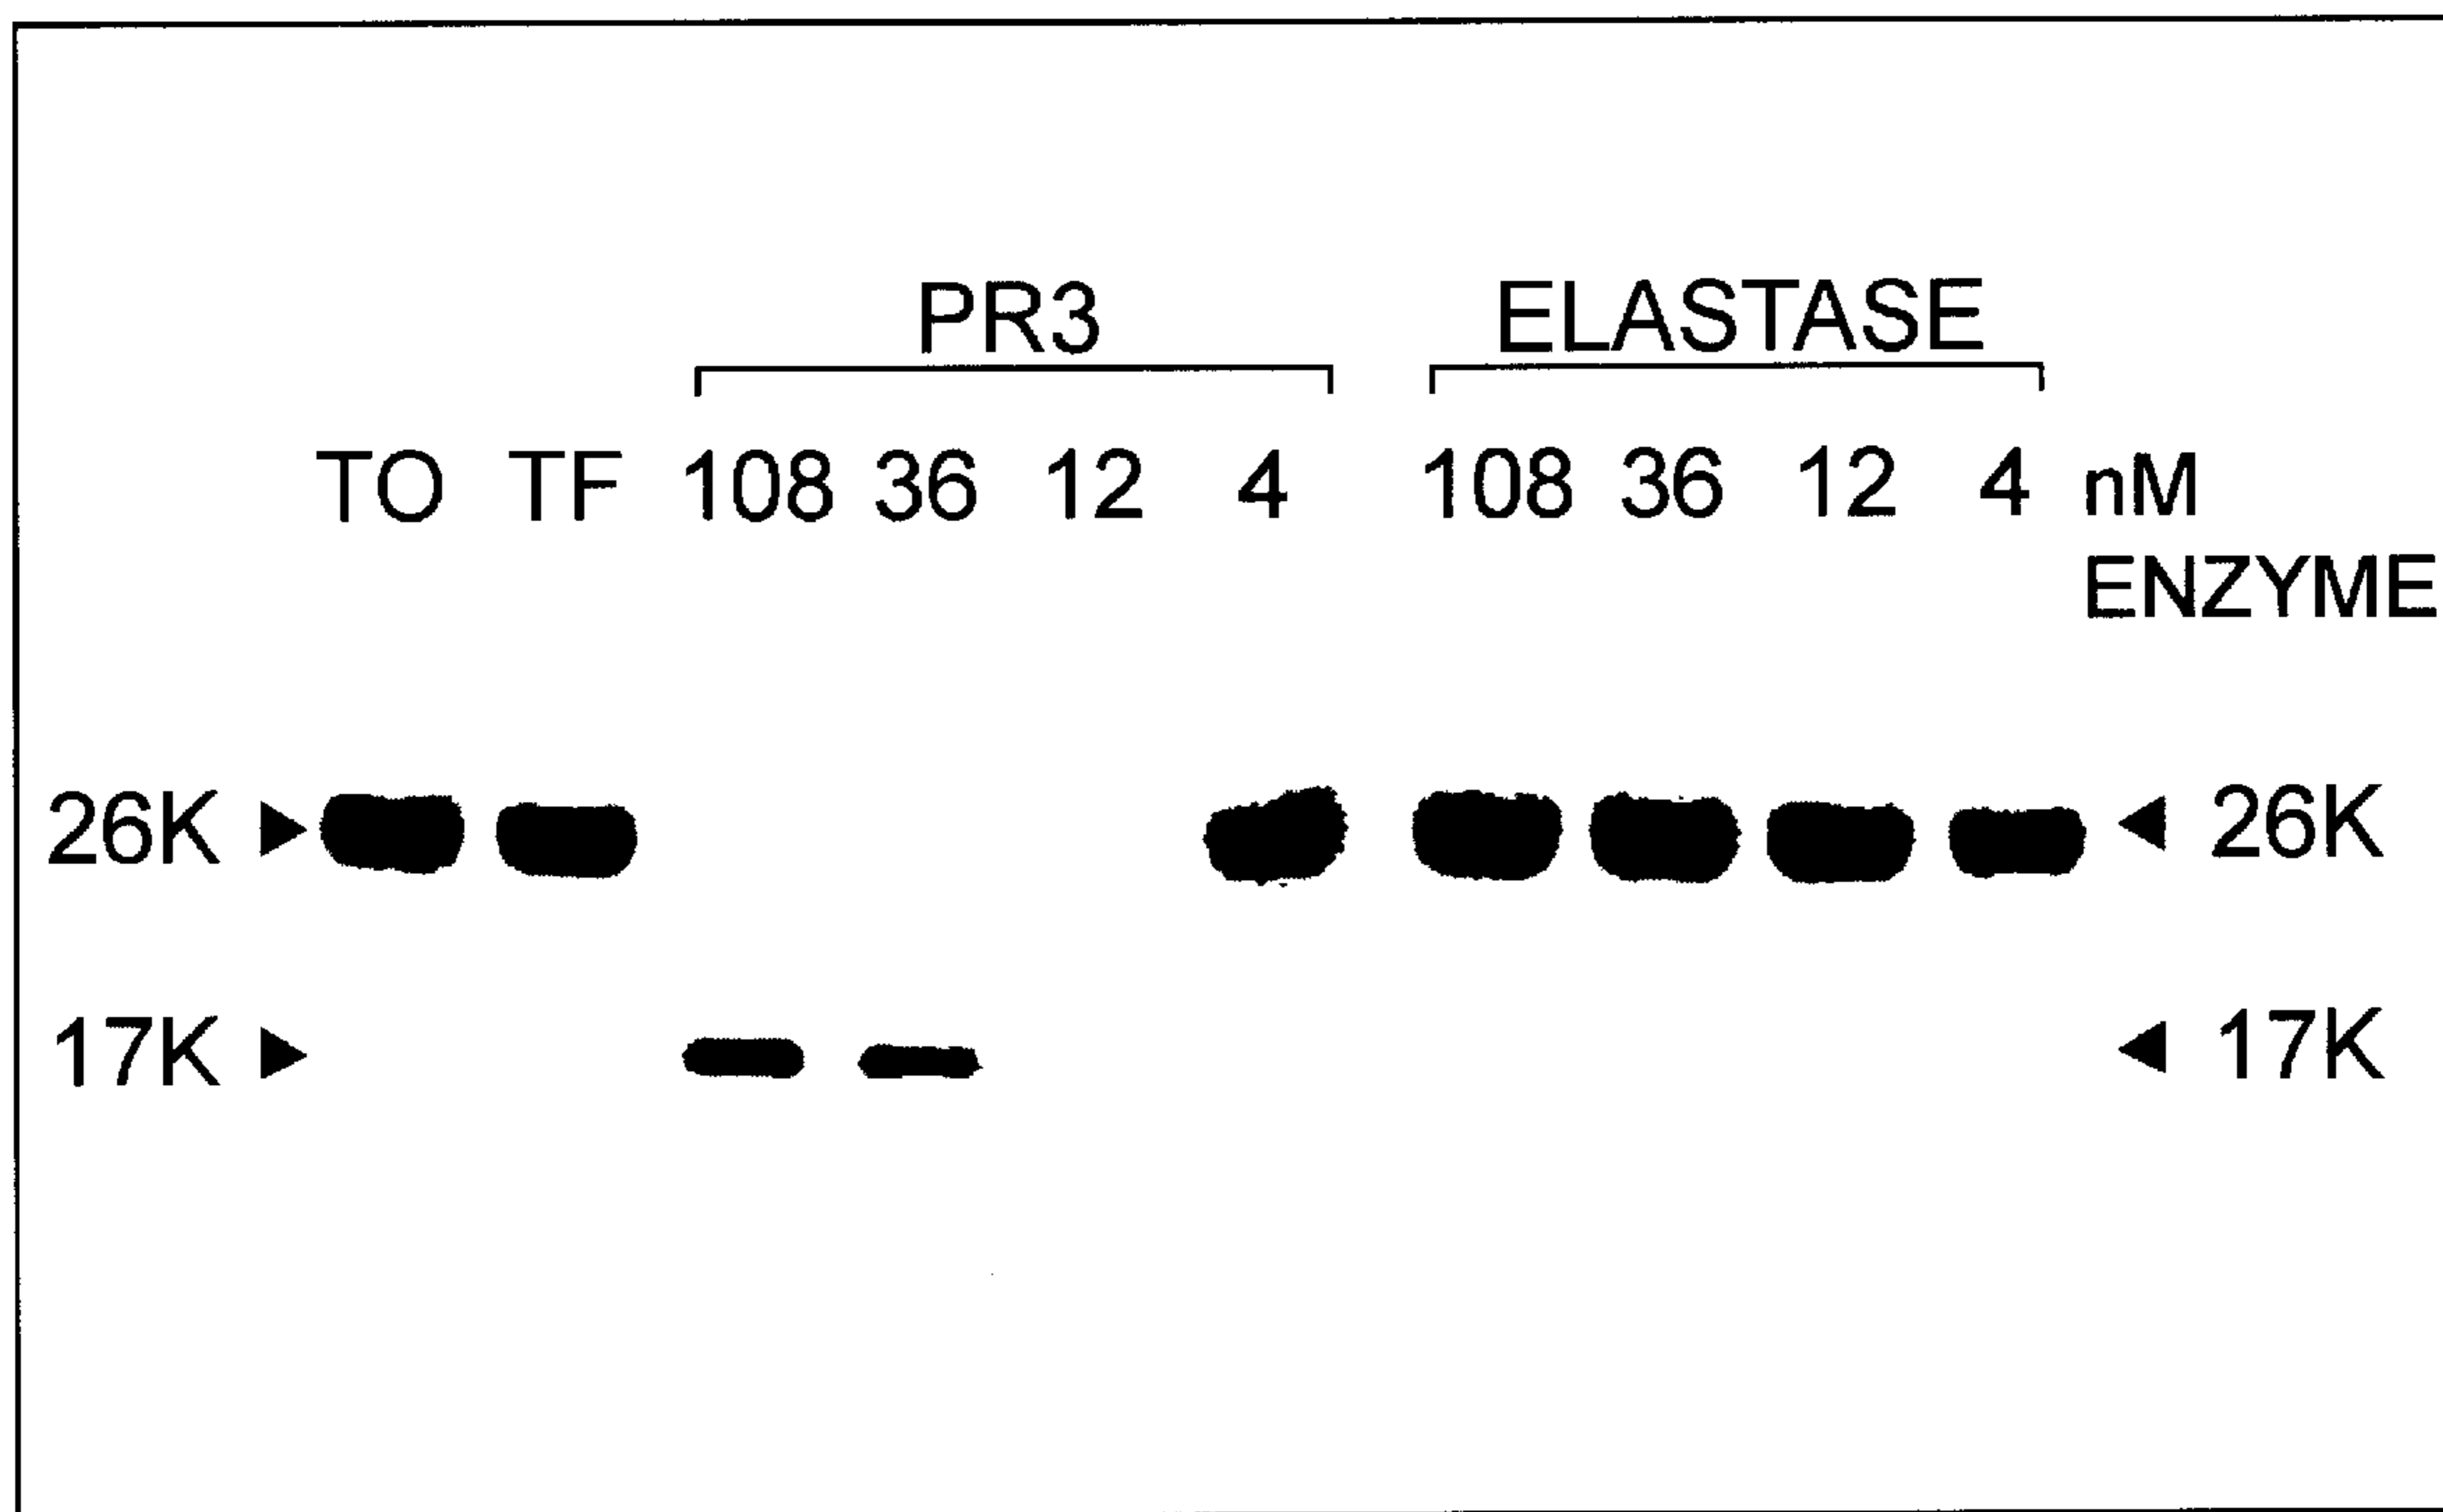 PR3 ELASTASE
TO TF 108 36 12 4 108 36 12 4 nM
ENZYME
26K 26K
17K 17K